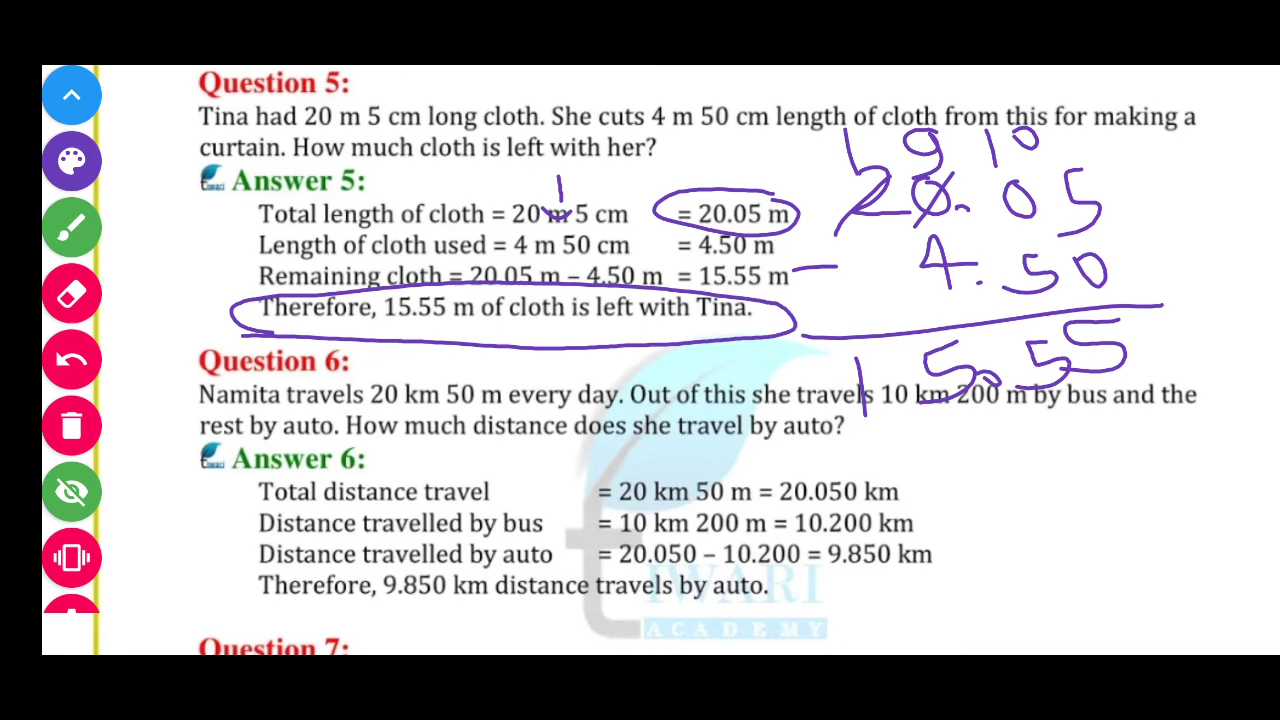 Question 5:
Tina had 20 m 5 cm long cloth. She cuts 4 m 50 cm length of cloth from this for making a
curtain. How much cloth is left with her?
Answer 5:
Total length of cloth = 20 m 5 cm = 20.05 m
Length of cloth used = 4 m 50 cm = 4.50 m
Remaining cloth = 20.05 m – 4.50 m = 15.55 m
Therefore, 15.55 m of cloth is left with Tina.
1 9 10
20.05
- 4.50
15.55
Question 6:
Namita travels 20 km 50 m every day. Out of this she travels 10 km 200 m by bus and the
rest by auto. How much distance does she travel by auto?
Answer 6:
Total distance travel = 20 km 50 m = 20.050 km
Distance travelled by bus = 10 km 200 m = 10.200 km
Distance travelled by auto = 20.050 – 10.200 = 9.850 km
Therefore, 9.850 km distance travels by auto.
IWARI
ACADEMY
Question 7: